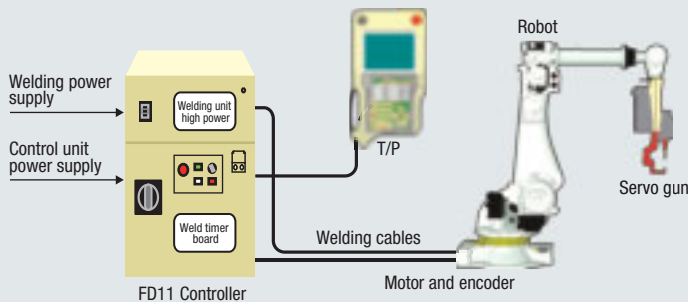 Robot
Welding power
supply
Welding unit
high power
T/P
Control unit
power supply
Servo gun
Weld timer
board
Welding cables
Motor and encoder
FD11 Controller